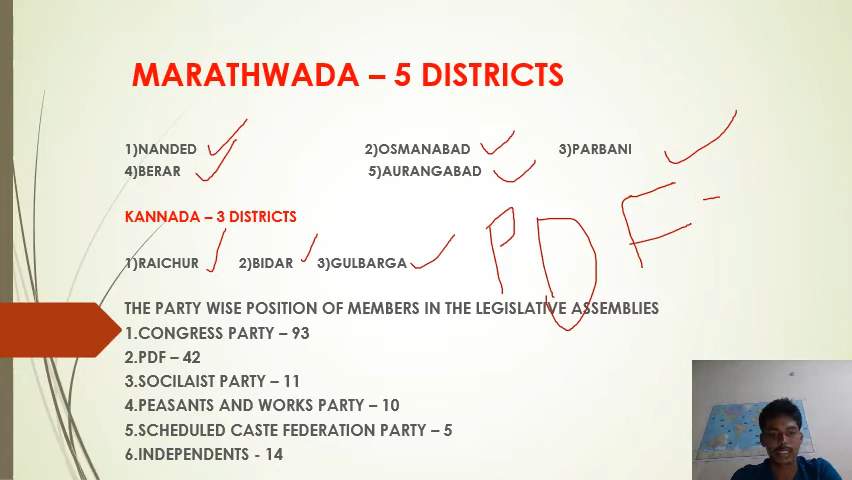 MARATHWADA – 5 DISTRICTS
1)NANDED 2)OSMANABAD 3)PARBANI
4)BERAR 5)AURANGABAD
KANNADA – 3 DISTRICTS
1)RAICHUR 2)BIDAR 3)GULBARGA
PDF-
THE PARTY WISE POSITION OF MEMBERS IN THE LEGISLATIVE ASSEMBLIES
1.CONGRESS PARTY – 93
2.PDF – 42
3.SOCILAIST PARTY – 11
4.PEASANTS AND WORKS PARTY – 10
5.SCHEDULED CASTE FEDERATION PARTY – 5
6.INDEPENDENTS - 14